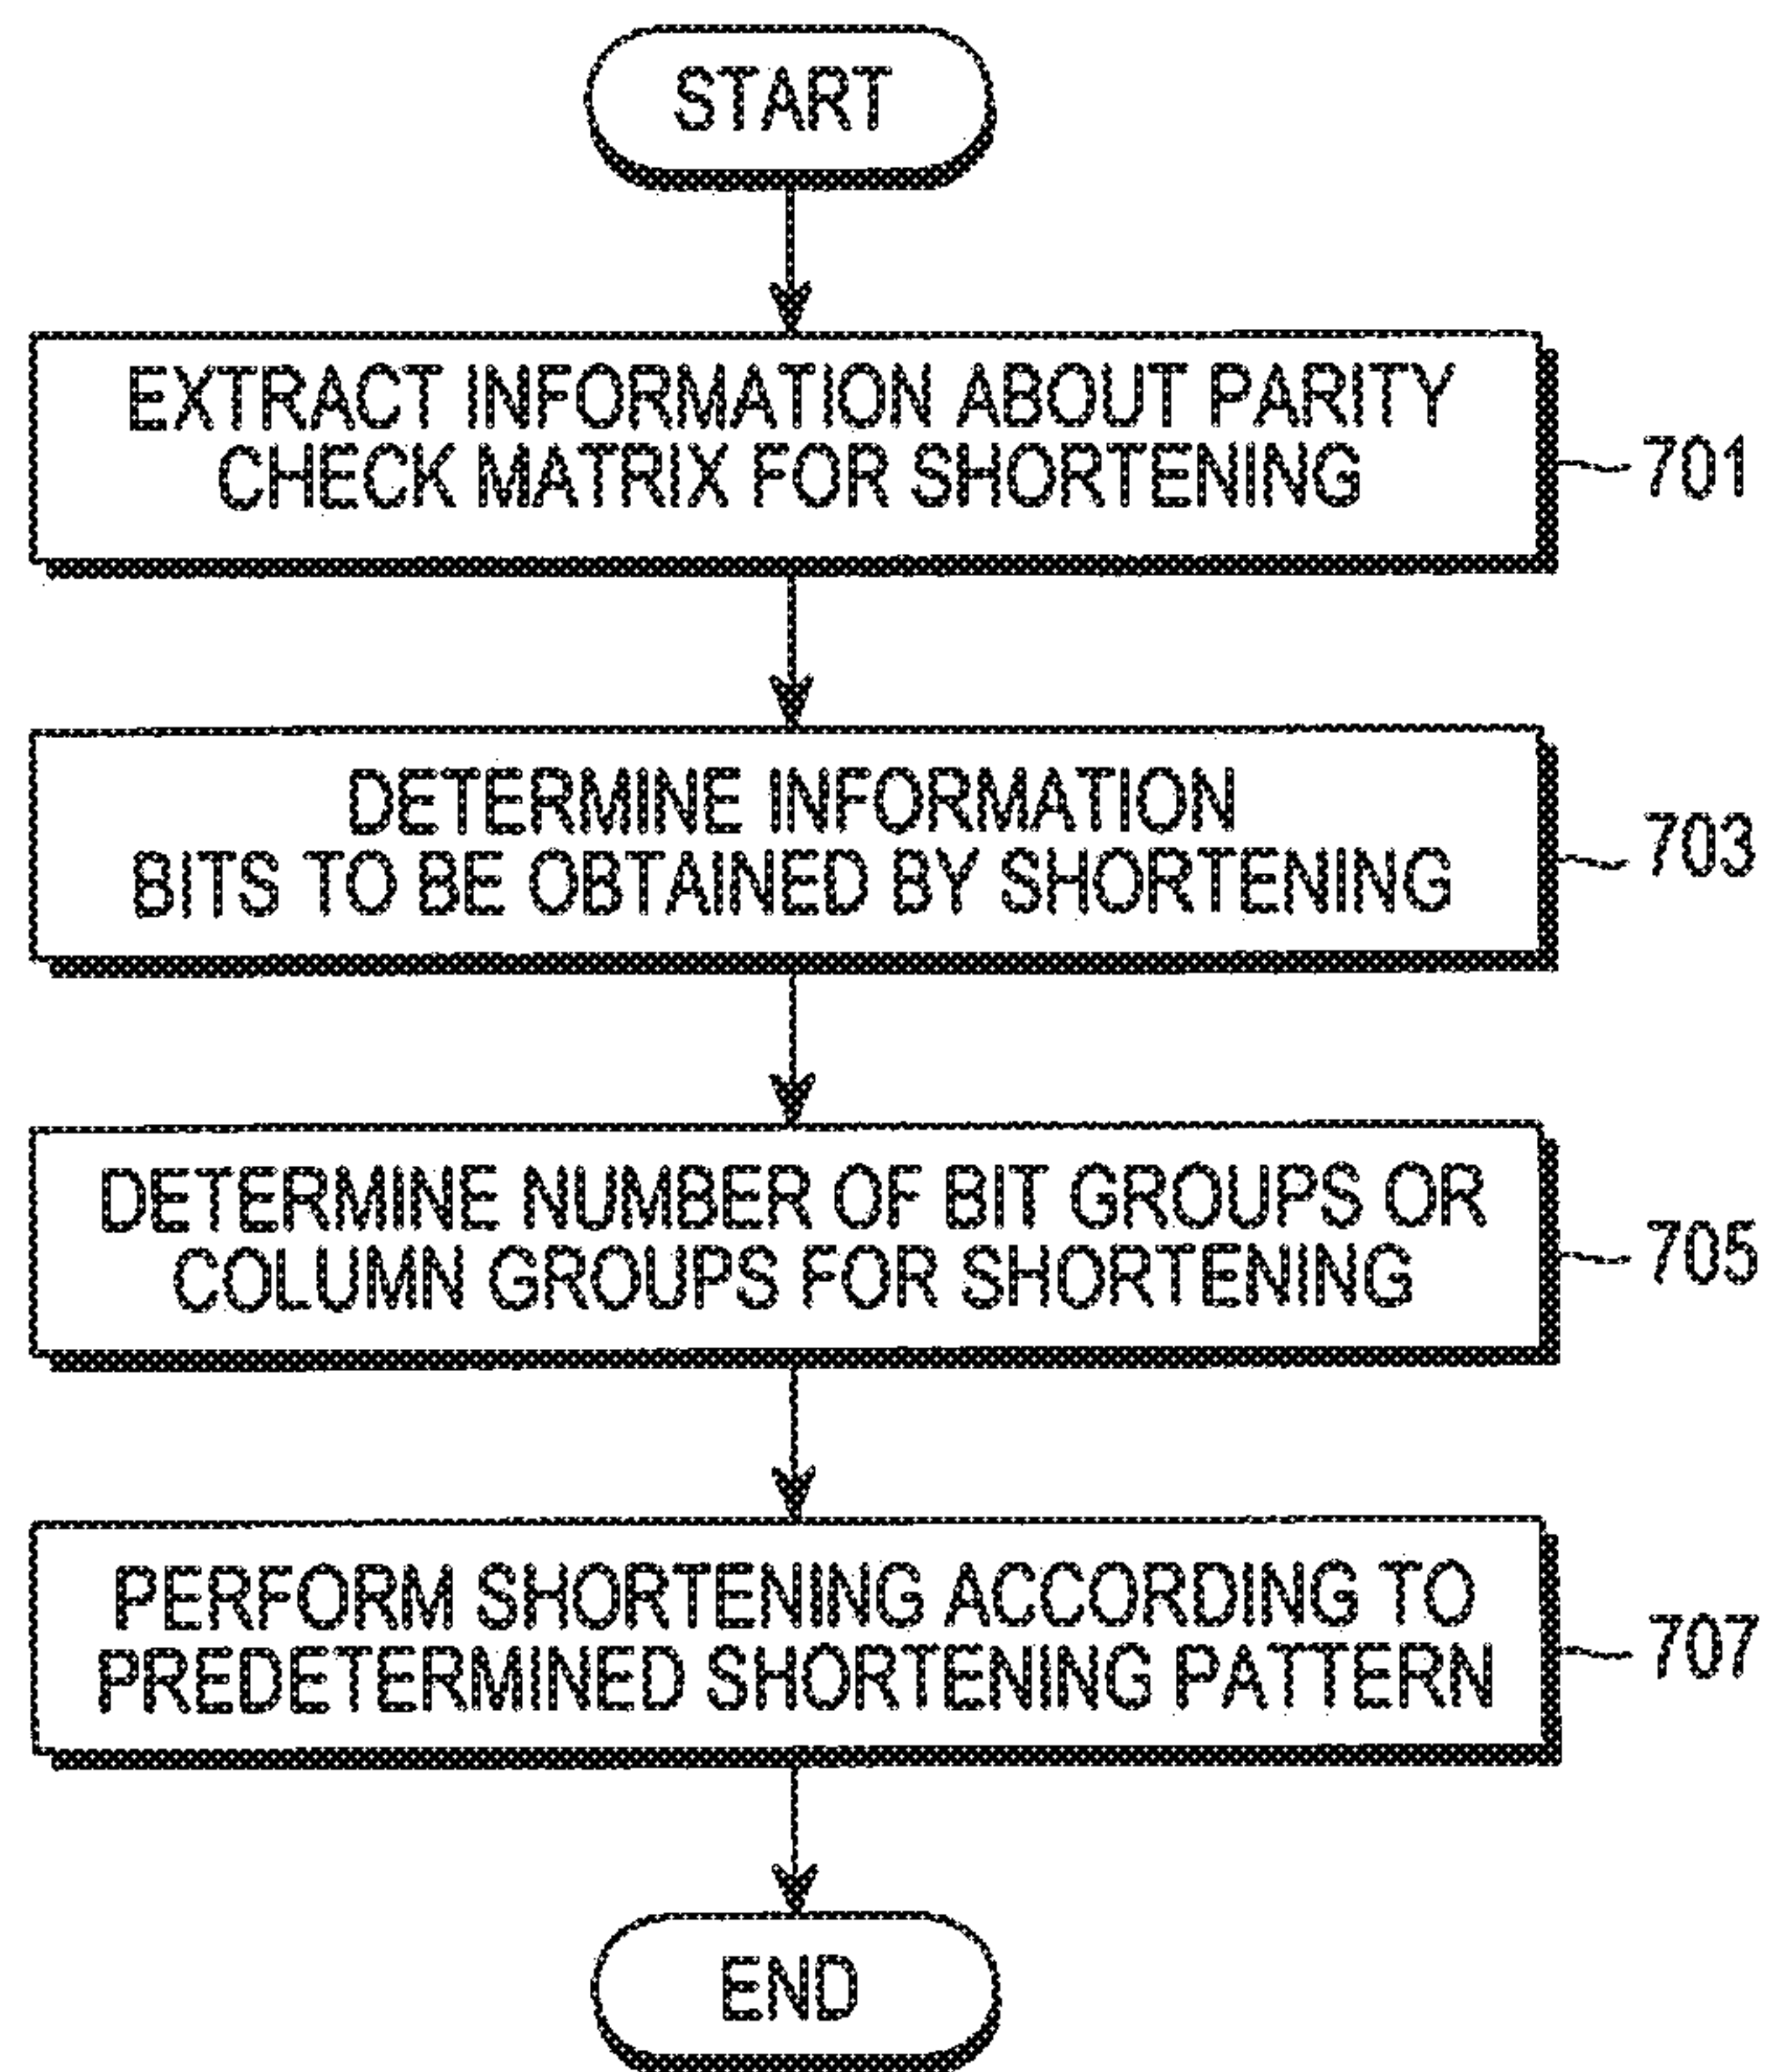 START
EXTRACT INFORMATION ABOUT PARITY
CHECK MATRIX FOR SHORTENING
701
DETERMINE INFORMATION
BITS TO BE OBTAINED BY SHORTENING
703
DETERMINE NUMBER OF BIT GROUPS OR
COLUMN GROUPS FOR SHORTENING
705
PERFORM SHORTENING ACCORDING TO
PREDETERMINED SHORTENING PATTERN
707
END